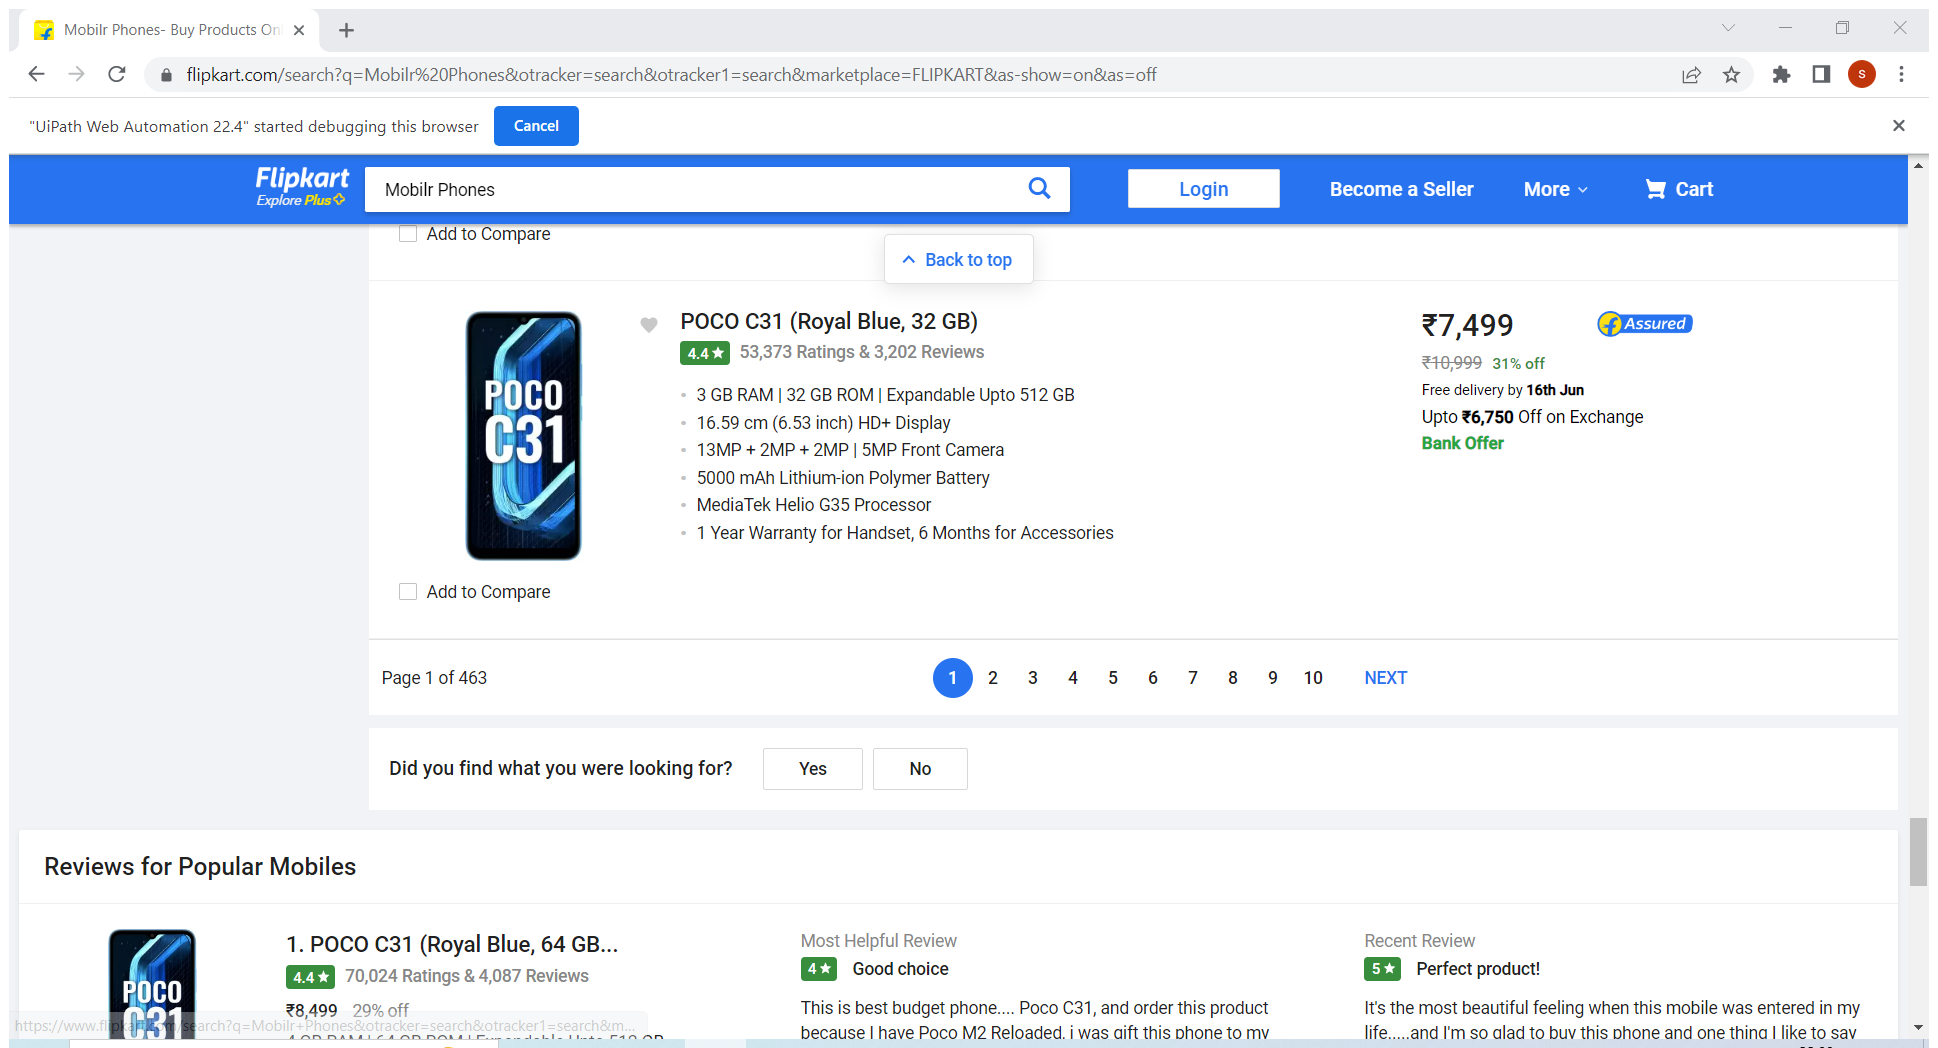 Mobilr Phones- Buy Products On
flipkart.com/search?q=Mobilr%20Phones&otracker=search&otracker1=search&marketplace=FLIPKART&as-show=on&as=off
S
"UiPath Web Automation 22.4" started debugging this browser
Cancel
Flipkart
Explore Plus
Mobilr Phones
Login
Become a Seller
More
Cart
Add to Compare
Back to top
POCO
C31
POCO C31 (Royal Blue, 32 GB)
4.4★ 53,373 Ratings & 3,202 Reviews
3 GB RAM | 32 GB ROM | Expandable Upto 512 GB
16.59 cm (6.53 inch) HD+ Display
13MP + 2MP + 2MP | 5MP Front Camera
5000 mAh Lithium-ion Polymer Battery
MediaTek Helio G35 Processor
1 Year Warranty for Handset, 6 Months for Accessories
₹7,499
Assured
₹10,999 31% off
Free delivery by 16th Jun
Upto ₹6,750 Off on Exchange
Bank Offer
Add to Compare
Page 1 of 463
1 2 3 4 5 6 7 8 9 10 NEXT
Did you find what you were looking for?
Yes
No
Reviews for Popular Mobiles
POCO
C31
1. POCO C31 (Royal Blue, 64 GB...
4.4★ 70,024 Ratings & 4,087 Reviews
₹8,499 29% off
4 GB RAM | 64 GB ROM | Expandable Upto 512 GB
Most Helpful Review
4★ Good choice
This is best budget phone.... Poco C31, and order this product
because I have Poco M2 Reloaded, i was gift this phone to my
Recent Review
5★ Perfect product!
It's the most beautiful feeling when this mobile was entered in my
life.....and I'm so glad to buy this phone and one thing I like to say
https://www.flipkart.com/search?q=Mobilr+Phones&otracker=search&otracker1=search&m...